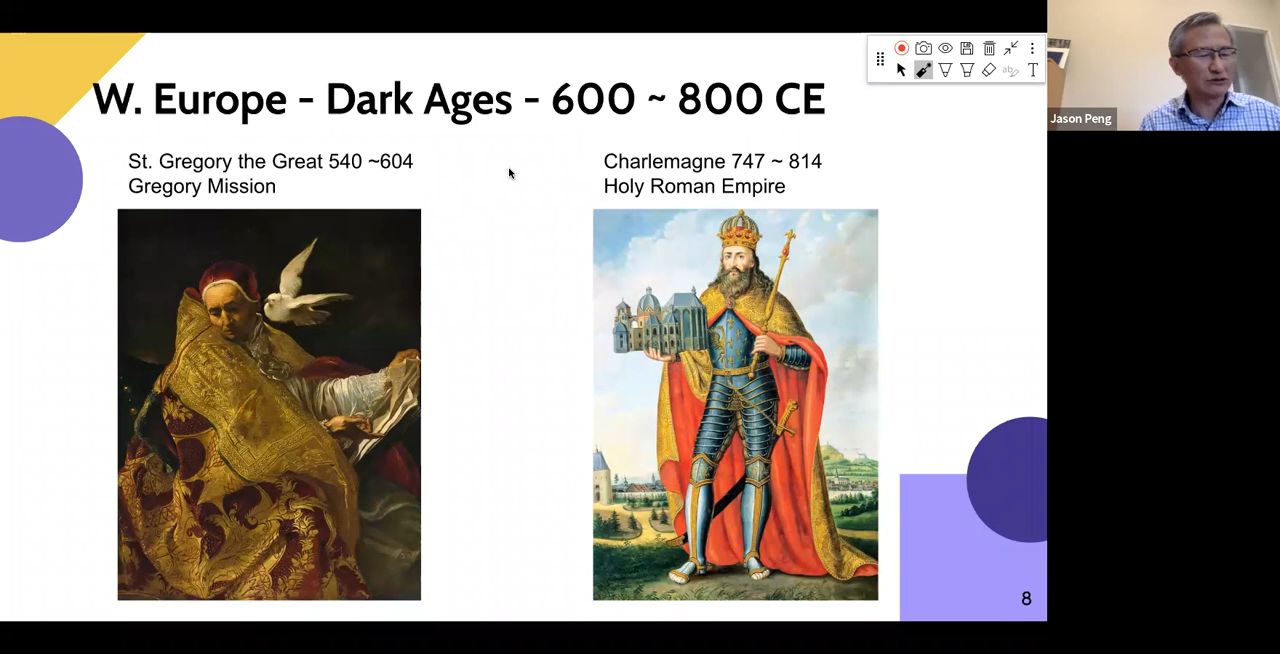 W. Europe - Dark Ages - 600 ~ 800 CE
St. Gregory the Great 540 ~604
Gregory Mission
Charlemagne 747 ~ 814
Holy Roman Empire
8
Jason Peng
ab
T